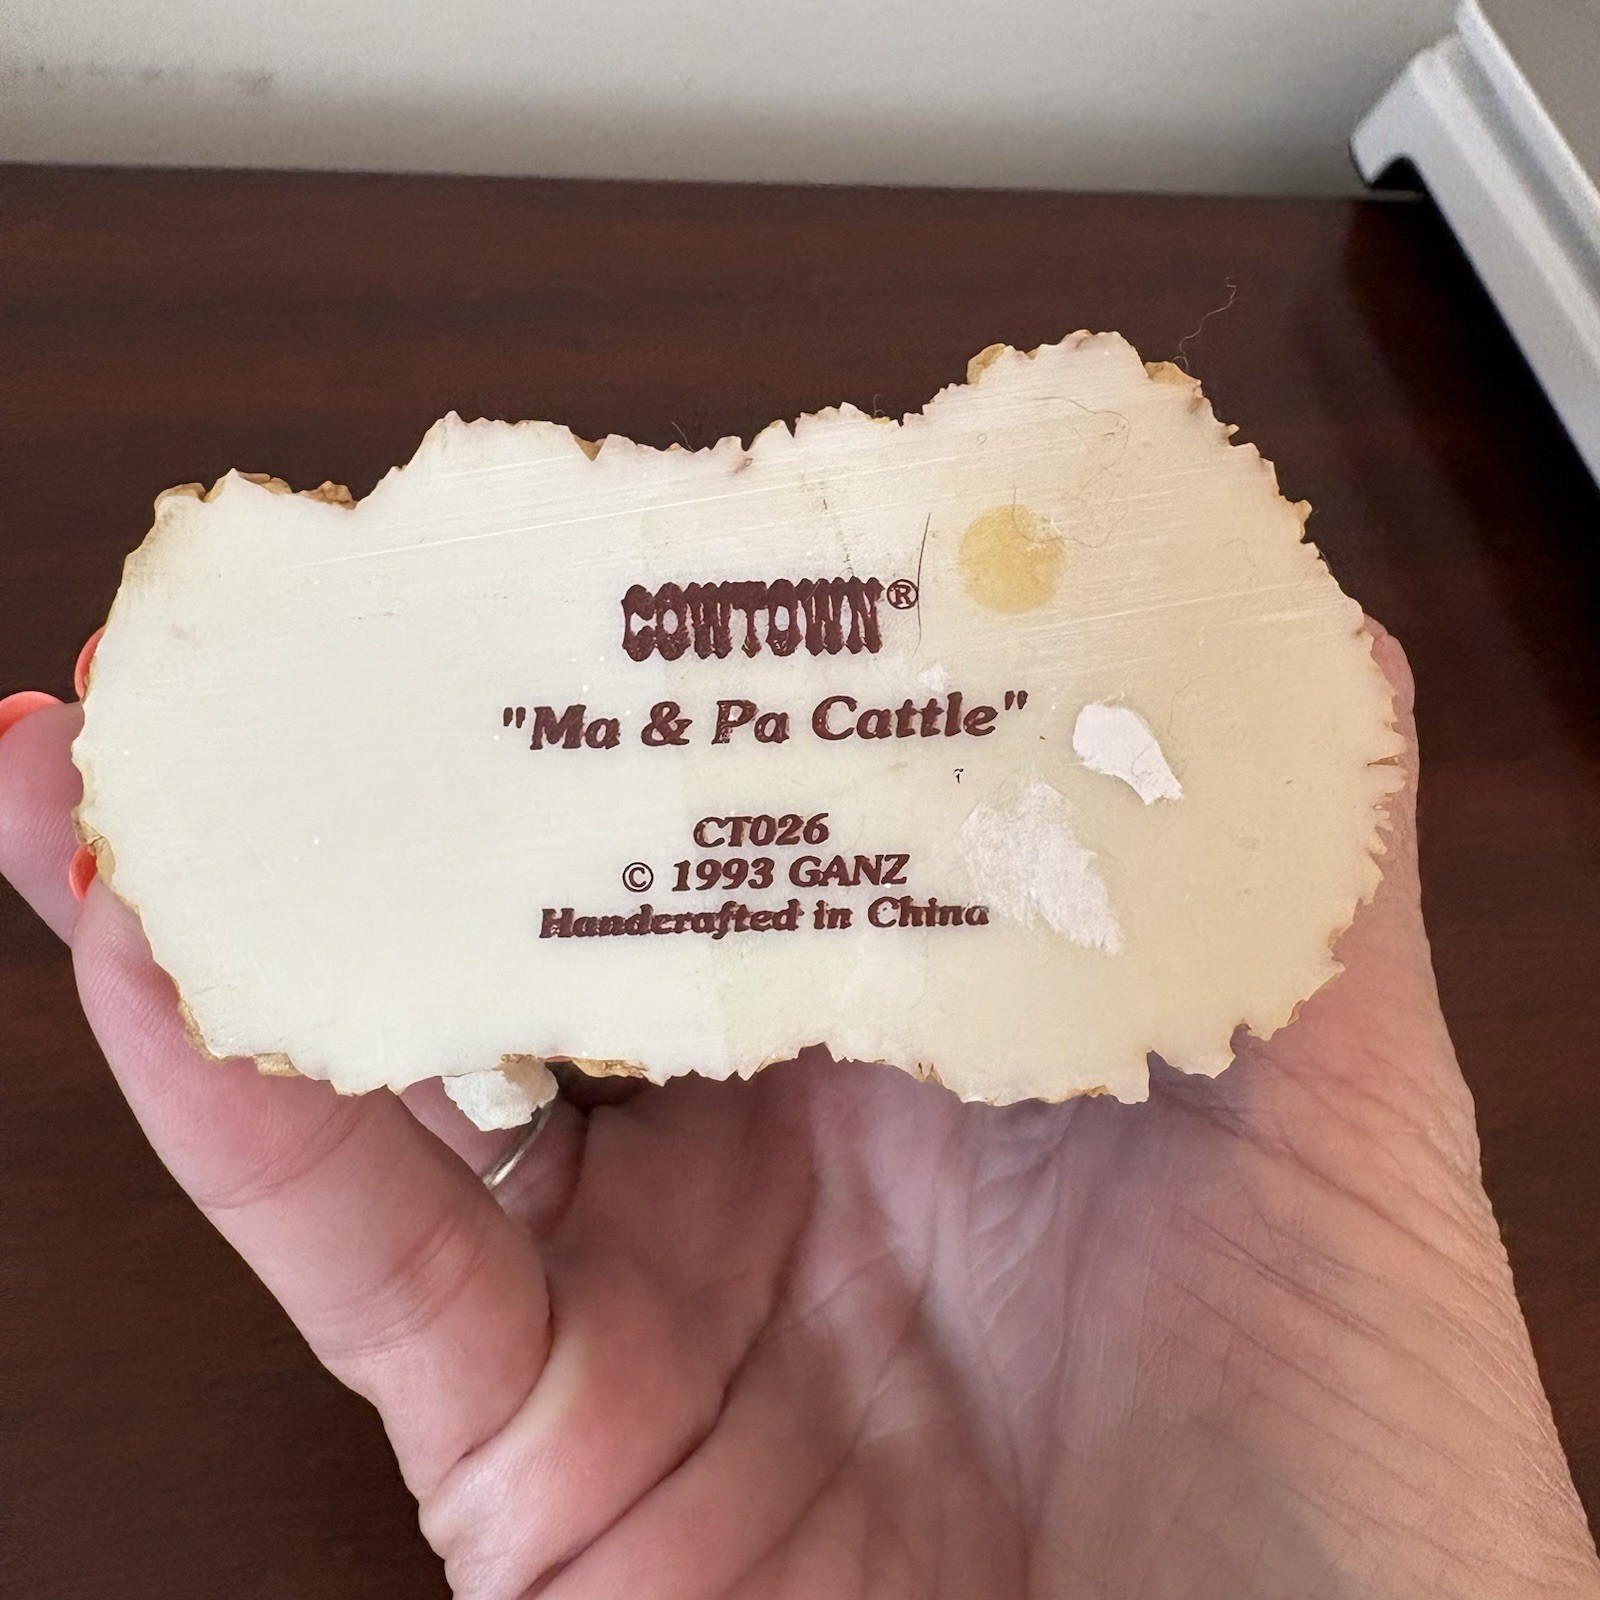 COWTOWN®
"Ma & Pa Cattle"
CT026
© 1993 GANZ
Handcrafted in China